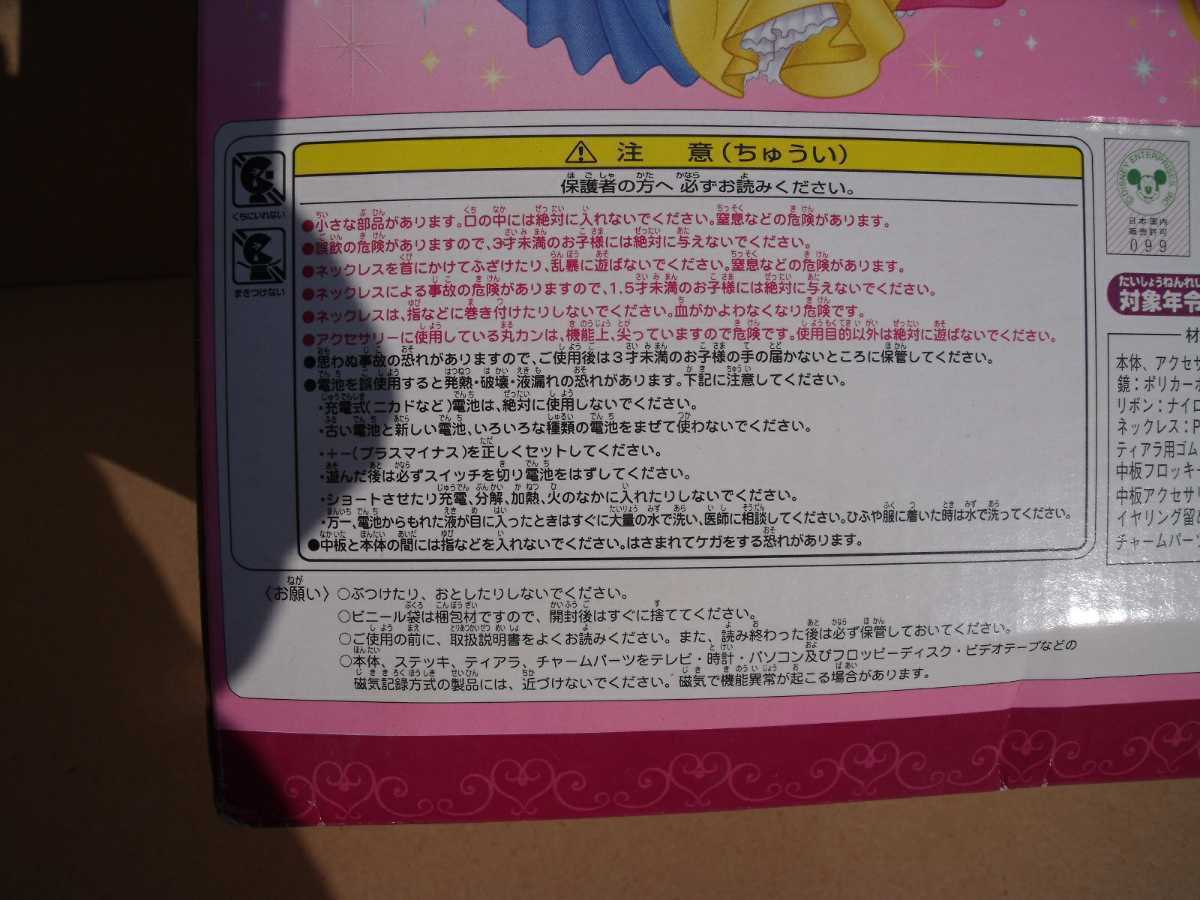 注 意(ちゅうい)
保護者の方へ 必ずお読みください。
くちにいれない
まきつけない
●小さな部品があります。口の中には絶対に入れないでください。窒息などの危険があります。
●誤飲の危険がありますので、3才未満のお子様には絶対に与えないでください。
●ネックレスを首にかけてふざけたり、乱暴に遊ばないでください。窒息などの危険があります。
●ネックレスによる事故の危険がありますので、1.5才未満のお子様には絶対に与えないでください。
●ネックレスは、指などに巻き付けたりしないでください。血がかよわなくなり危険です。
●アクセサリーに使用している丸カンは、機能上、尖っていますので危険です。使用目的以外は絶対に遊ばないでください。
●思わぬ事故の恐れがありますので、ご使用後は3才未満のお子様の手の届かないところに保管してください。
●電池を誤使用すると発熱・破壊・液漏れの恐れがあります。下記に注意してください。
・充電式(ニカドなど)電池は、絶対に使用しないでください。
・古い電池と新しい電池、いろいろな種類の電池をまぜて使わないでください。
・+-(プラスマイナス)を正しくセットしてください。
・遊んだ後は必ずスイッチを切り電池をはずしてください。
・ショートさせたり充電、分解、加熱、火のなかに入れたりしないでください。
・万一、電池からもれた液が目に入ったときはすぐに大量の水で洗い、医師に相談してください。ひふや服に着いた時は水で洗ってください。
●中板と本体の間には指などを入れないでください。はさまれてケガをする恐れがあります。
〈お願い〉○ぶつけたり、おとしたりしないでください。
○ビニール袋は梱包材ですので、開封後はすぐに捨ててください。
○ご使用の前に、取扱説明書をよくお読みください。また、読み終わった後は必ず保管しておいてください。
○本体、ステッキ、ティアラ、チャームパーツをテレビ・時計・パソコン及びフロッピーディスク・ビデオテープなどの
磁気記録方式の製品には、近づけないでください。磁気で機能異常が起こる場合があります。
日本国内
販売許可
099
たいしょうねんれい
対象年令
材
本体、アクセサ
鏡:ポリカーボ
リボン:ナイロ
ネックレス:P
ティアラ用ゴム
中板フロッキー
中板アクセサリ
イヤリング留と
チャームパーツ